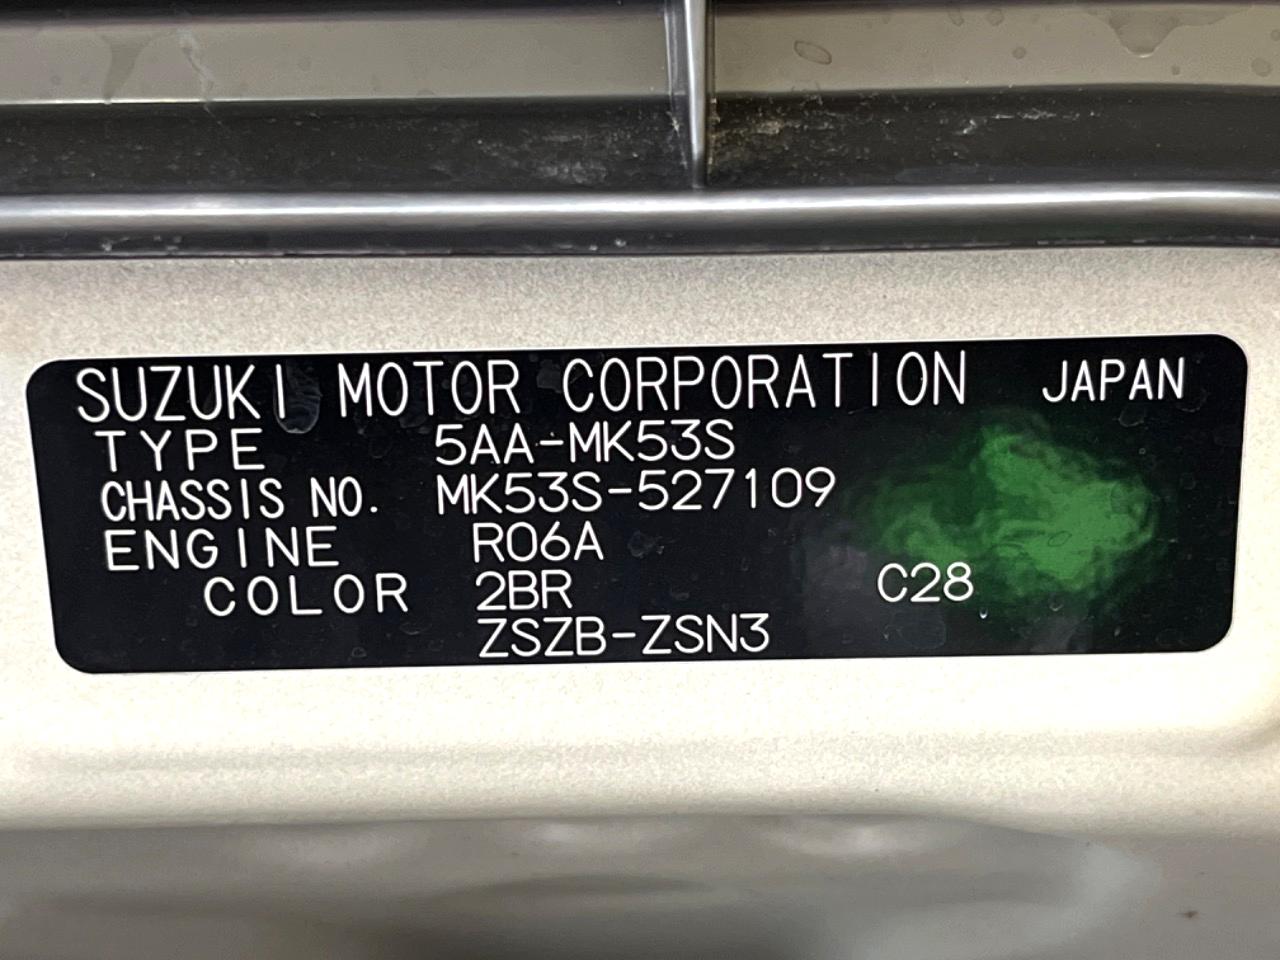 SUZUKI MOTOR CORPORATION JAPAN
TYPE 5AA-MK53S
CHASSIS NO. MK53S-527109
ENGINE R06A
COLOR 2BR C28
ZSZB-ZSN3